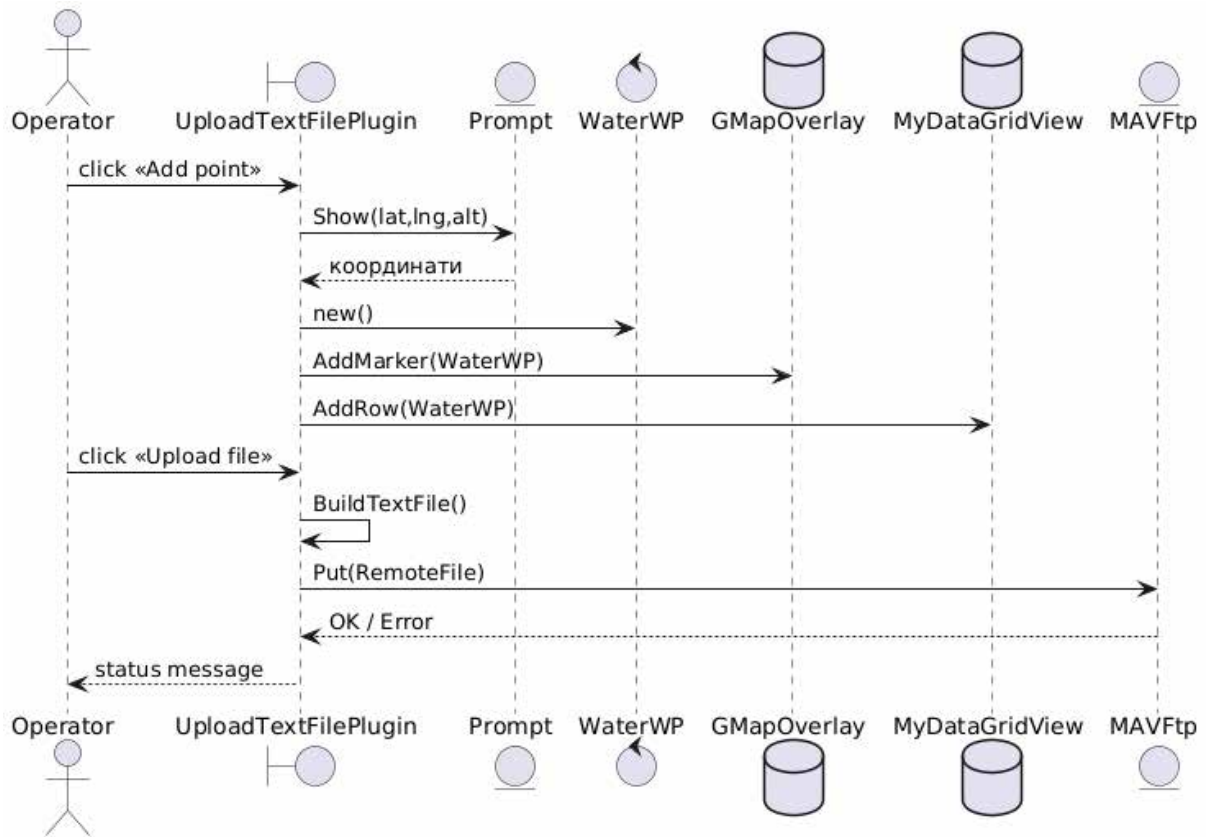 Operator UploadTextFilePlugin Prompt WaterWP GMapOverlay MyDataGridView MAVFtp
click «Add point»
Show(lat,lng,alt)
координати
new()
AddMarker(WaterWP)
AddRow(WaterWP)
click «Upload file»
BuildTextFile()
Put(RemoteFile)
OK / Error
status message
Operator UploadTextFilePlugin Prompt WaterWP GMapOverlay MyDataGridView MAVFtp